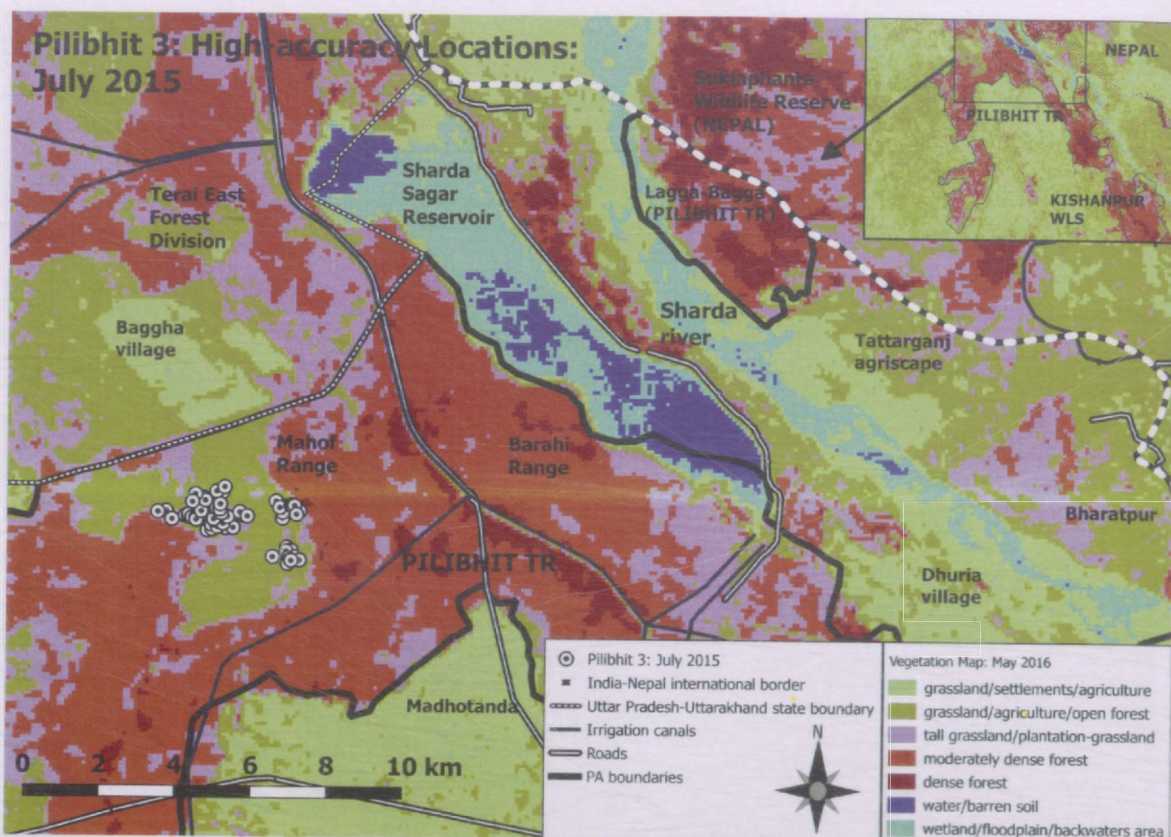 Pilibhit 3: High-accuracy Locations:
July 2015
Suklaphanta
Wildlife Reserve
(NEPAL)
NEPAL
PILIBHIT TR
KISHANPUR
WLS
Sharda
Sagar
Reservoir
Terai East
Forest
Division
Lagga-Bagga
(PILIBHIT TR)
Sharda
river
Baggha
village
Tattarganj
agriscape
Mahof
Range
Barahi
Range
Bharatpur
PILIBHIT TR
Dhuria
village
Madhotanda
0 2 4 6 8 10 km
Pilibhit 3: July 2015
India-Nepal international border
Uttar Pradesh-Uttarakhand state boundary
Irrigation canals
Roads
PA boundaries
N
Vegetation Map: May 2016
grassland/settlements/agriculture
grassland/agriculture/open forest
tall grassland/plantation-grassland
moderately dense forest
dense forest
water/barren soil
wetland/floodplain/backwaters area